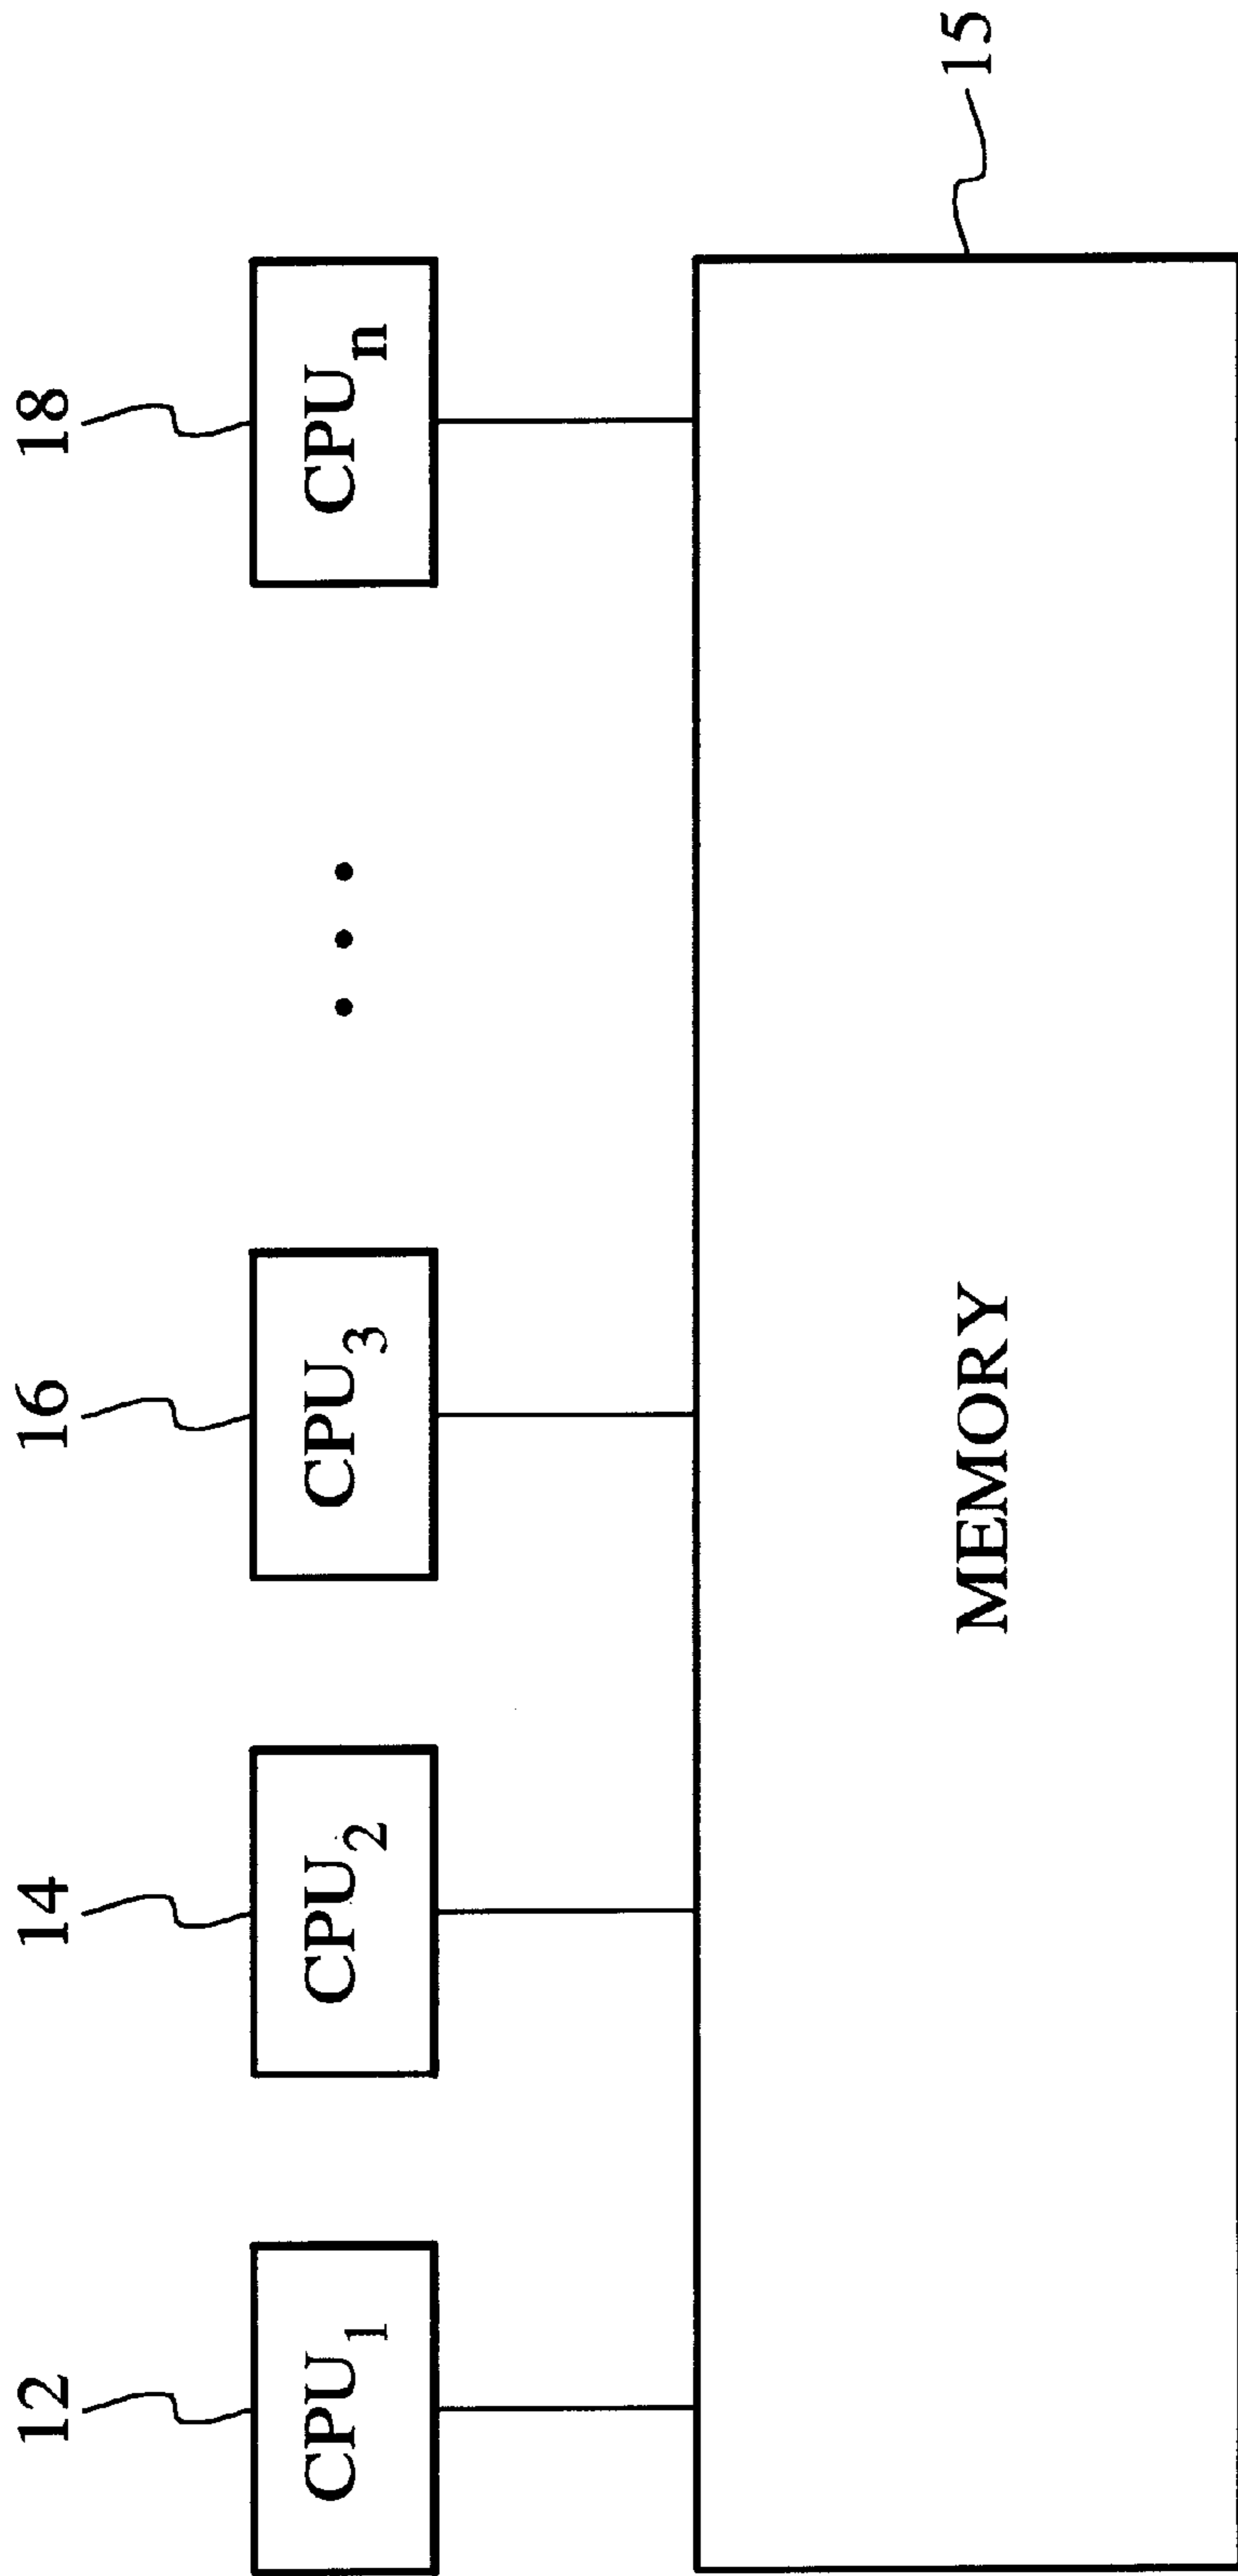 12 14 16 18
CPU₁ CPU₂ CPU₃ • • • CPUₙ
MEMORY
15